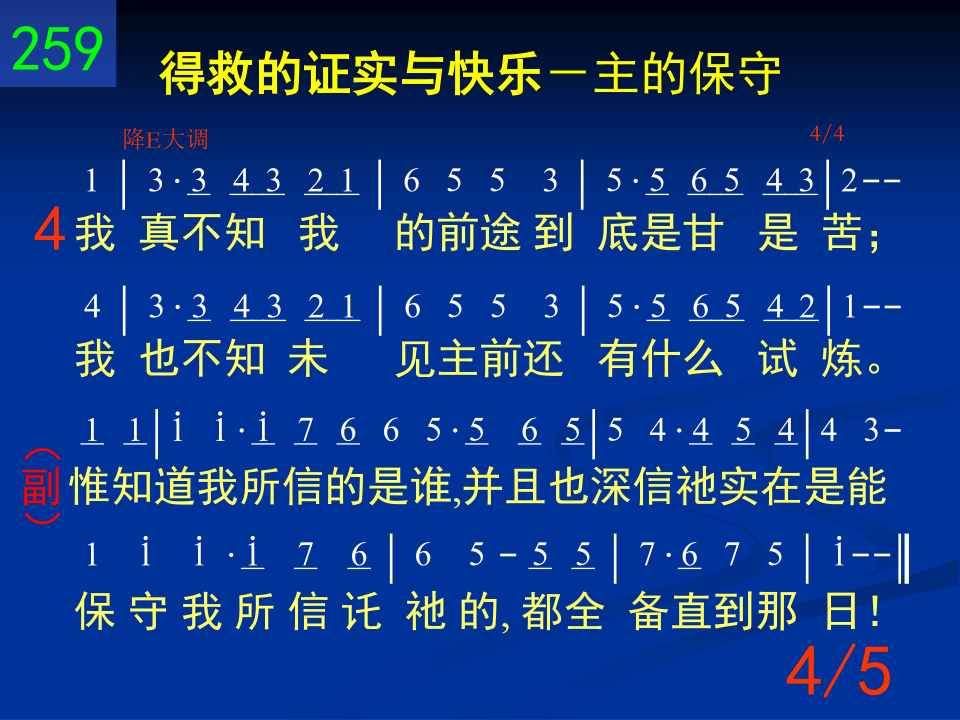 259
得救的证实与快乐－主的保守
降E大调 4/4
1 | 3·3 4 3 2 1 | 6 5 5 3 | 5·5 6 5 4 3 | 2--
4 我 真不知 我 的前途 到 底是甘 是 苦；
4 | 3·3 4 3 2 1 | 6 5 5 3 | 5·5 6 5 4 2 | 1--
我 也不知 未 见主前还 有什么 试 炼。
1 1 | i i·i 7 6 6 5·5 6 5 | 5 4·4 5 4 | 4 3-
（副） 惟知道我所信的是谁,并且也深信祂实在是能
1 i i·i 7 6 | 6 5 - 5 5 | 7·6 7 5 | i--‖
保 守 我 所 信 讬 祂 的, 都全 备直到那 日！
4/5